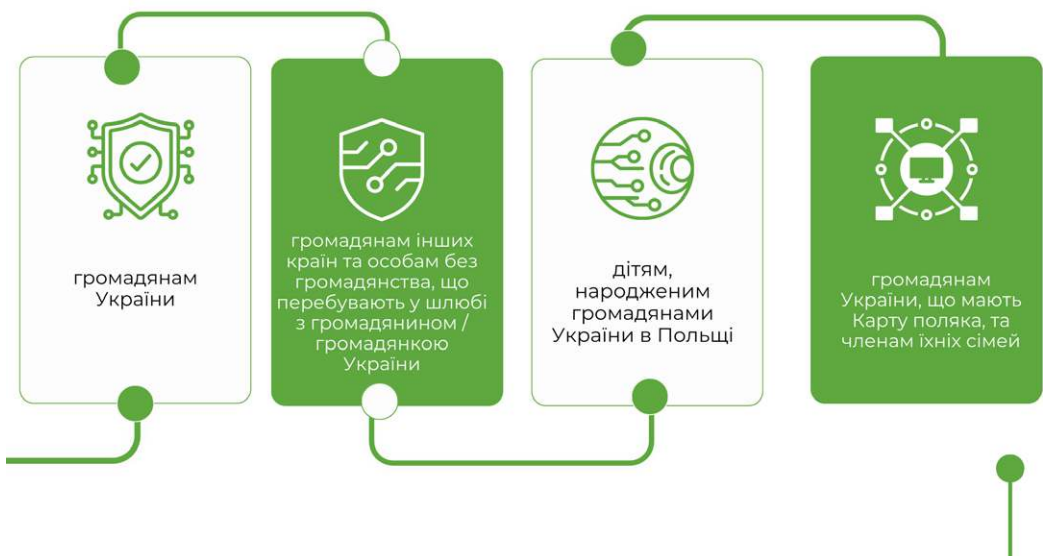 громадянам
України
громадянам інших
країн та особам без
громадянства, що
перебувають у шлюбі
з громадянином /
громадянкою
України
дітям,
народженим
громадянами
України в Польщі
громадянам
України, що мають
Карту поляка, та
членам їхніх сімей